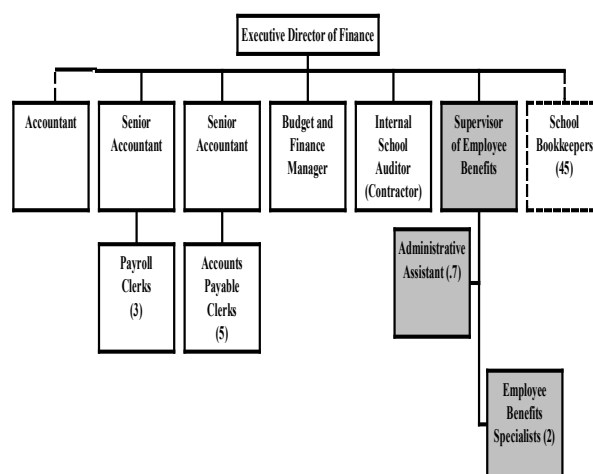 Executive Director of Finance
Accountant
Senior
Accountant
Senior
Accountant
Budget and
Finance
Manager
Internal
School
Auditor
(Contractor)
Supervisor
of Employee
Benefits
School
Bookkeepers
(45)
Payroll
Clerks
(3)
Accounts
Payable
Clerks
(5)
Administrative
Assistant (.7)
Employee
Benefits
Specialists (2)